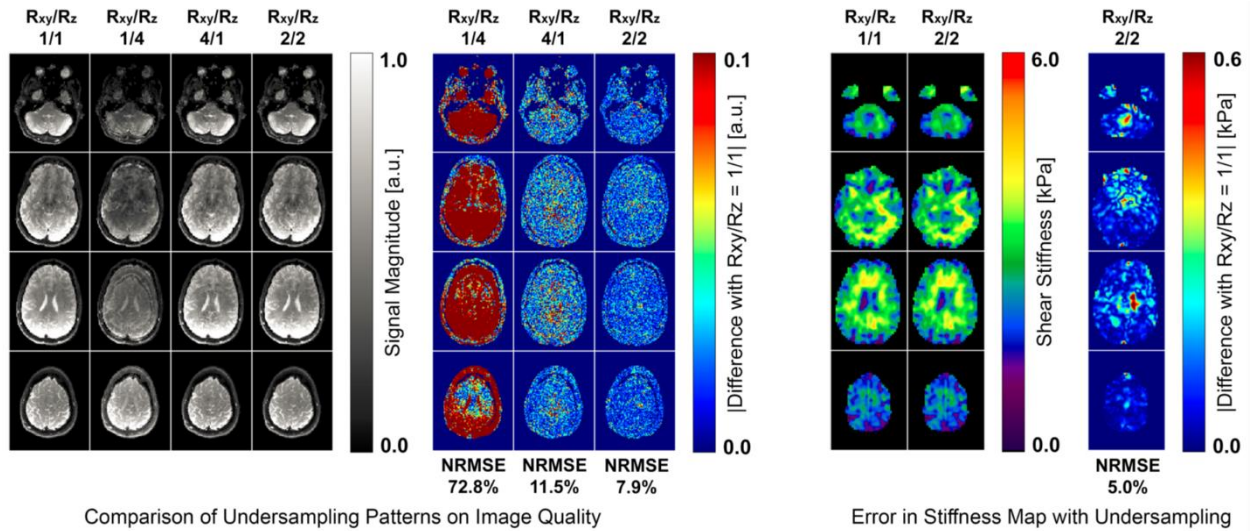 Rxy/Rz Rxy/Rz Rxy/Rz Rxy/Rz Rxy/Rz Rxy/Rz Rxy/Rz Rxy/Rz Rxy/Rz Rxy/Rz
1/1 1/4 4/1 2/2 1/4 4/1 2/2 1/1 2/2 2/2
1.0
Signal Magnitude [a.u.]
0.0
0.1
|Difference with Rxy/Rz = 1/1| [a.u.]
0.0
6.0
Shear Stiffness [kPa]
0.0
0.6
|Difference with Rxy/Rz = 1/1| [kPa]
0.0
NRMSE NRMSE NRMSE NRMSE
72.8% 11.5% 7.9% 5.0%
Comparison of Undersampling Patterns on Image Quality
Error in Stiffness Map with Undersampling